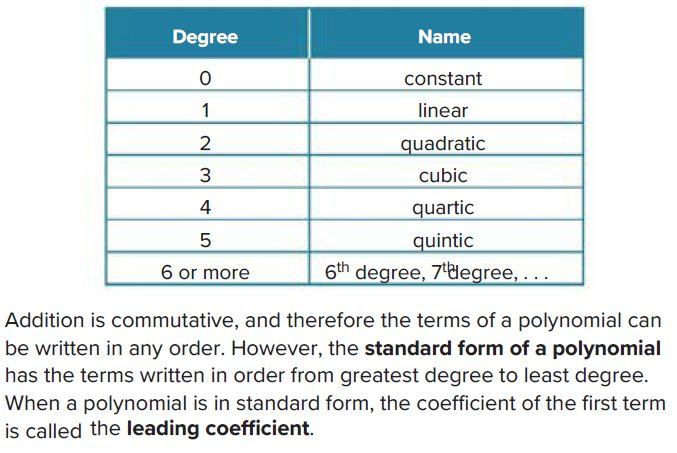 Degree Name
0 constant
1 linear
2 quadratic
3 cubic
4 quartic
5 quintic
6 or more 6th degree, 7th degree, . . .
Addition is commutative, and therefore the terms of a polynomial can
be written in any order. However, the standard form of a polynomial
has the terms written in order from greatest degree to least degree.
When a polynomial is in standard form, the coefficient of the first term
is called the leading coefficient.